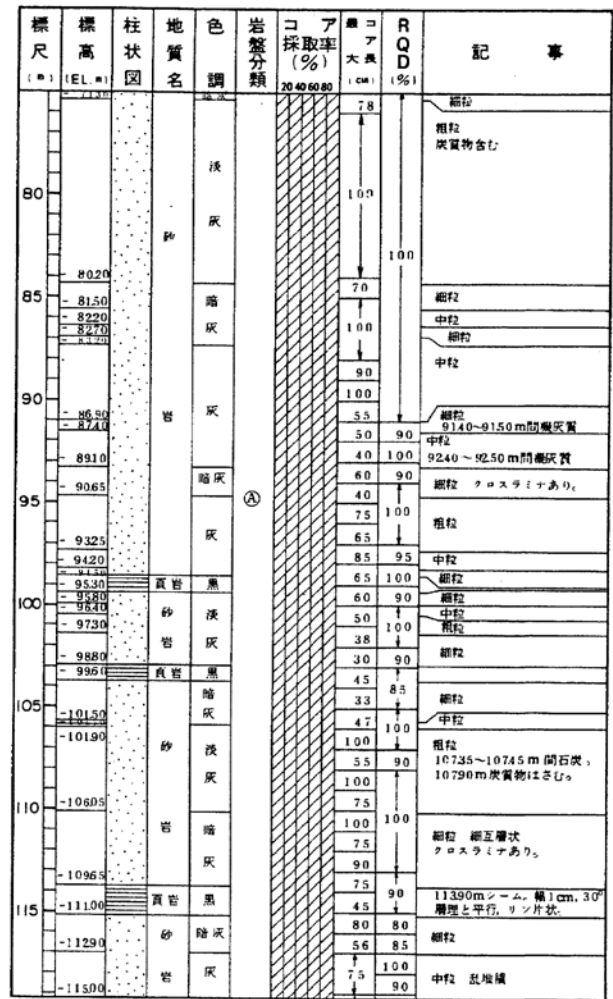 標尺(m) 標高(EL.m) 柱状図 地質名 色調 岩盤分類 コア採取率(%) 最大コア長(cm) RQD(%) 記事
20 40 60 80
78 細粒
粗粒
炭質物含む
淡灰
80 100
砂
100
- 80.20
70
85 細粒
- 81.50 暗灰
- 82.20 100 中粒
- 82.70 細粒
中粒
90
90 岩 灰 100
- 86.90 55 細粒
- 87.40 91.40~91.50m間
50 90 中粒
- 89.10 40 100 92.40~92.50m間
60 90
- 90.65 暗灰 細粒 クロスラミナあり。
95 Ⓐ 40
75 100 粗粒
- 93.25 灰 65
- 94.20 85 95 中粒
- 95.30 頁岩 黒 65 100 細粒
- 95.80 60 90 細粒
100 - 96.40 砂岩 淡灰 50 中粒
- 97.30 100 粗粒
38
- 98.80 30 90 細粒
- 99.60 頁岩 黒 45
85
105 暗灰 33 細粒
- 101.50 47 中粒
- 101.90 100
砂 淡灰 100 粗粒
55 90 107.35~107.45m間石炭,
107.90m炭質物はさむ。
100
110 75
- 106.05 100 100
岩 暗灰 75 細粒 細互層状
クロスラミナあり。
90
- 109.65 75
頁岩 黒 90 113.90mシーム,幅1cm, 30°
115 - 111.00 45 層理と平行,リン片状。
砂岩 暗灰 80 80 細粒
- 112.90 56 85
灰 75 100 中粒 乱堆積
- 115.00 90